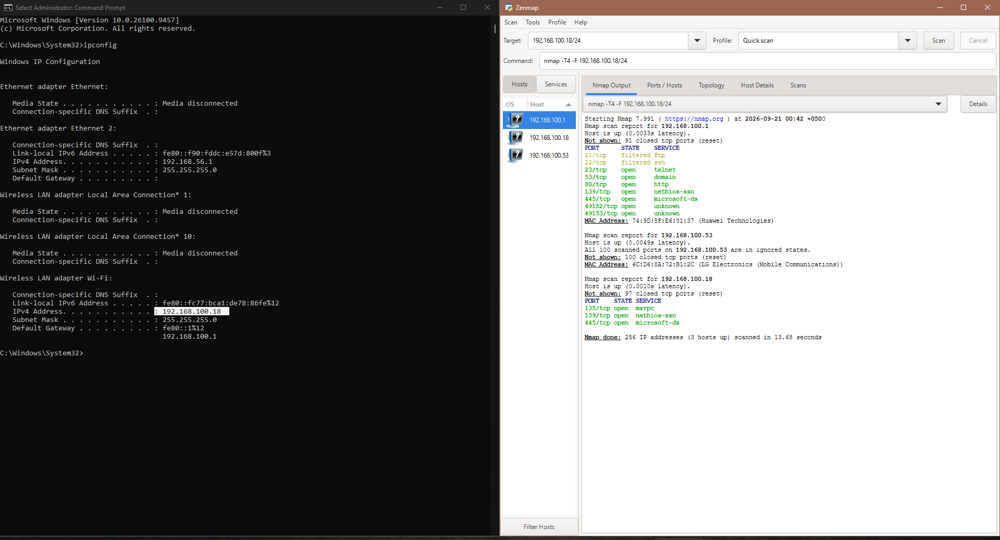 Select Administrator: Command Prompt
Microsoft Windows [Version 10.0.26100.9457]
(c) Microsoft Corporation. All rights reserved.
C:\Windows\System32>ipconfig
Windows IP Configuration
Ethernet adapter Ethernet:
Media State . . . . . . . . . . . : Media disconnected
Connection-specific DNS Suffix  . :
Ethernet adapter Ethernet 2:
Connection-specific DNS Suffix  . :
Link-local IPv6 Address . . . . . : fe80::f90:fddc:e57d:800f%3
IPv4 Address. . . . . . . . . . . : 192.168.56.1
Subnet Mask . . . . . . . . . . . : 255.255.255.0
Default Gateway . . . . . . . . . :
Wireless LAN adapter Local Area Connection* 1:
Media State . . . . . . . . . . . : Media disconnected
Connection-specific DNS Suffix  . :
Wireless LAN adapter Local Area Connection* 10:
Media State . . . . . . . . . . . : Media disconnected
Connection-specific DNS Suffix  . :
Wireless LAN adapter Wi-Fi:
Connection-specific DNS Suffix  . :
Link-local IPv6 Address . . . . . : fe80::fc77:bca1:de78:86fe%12
IPv4 Address. . . . . . . . . . . : 192.168.100.18
Subnet Mask . . . . . . . . . . . : 255.255.255.0
Default Gateway . . . . . . . . . : fe80::1%12
192.168.100.1
C:\Windows\System32>
Zenmap
Scan Tools Profile Help
Target: 192.168.100.18/24 Profile: Quick scan Scan Cancel
Command: nmap -T4 -F 192.168.100.18/24
Hosts Services
OS Host
192.168.100.1
192.168.100.18
192.168.100.53
Filter Hosts
Nmap Output Ports / Hosts Topology Host Details Scans
nmap -T4 -F 192.168.100.18/24 Details
Starting Nmap 7.991 ( https://nmap.org ) at 2026-09-21 00:42 +0500
Nmap scan report for 192.168.100.1
Host is up (0.0033s latency).
Not shown: 91 closed tcp ports (reset)
PORT STATE SERVICE
21/tcp filtered ftp
22/tcp filtered ssh
23/tcp open telnet
53/tcp open domain
80/tcp open http
139/tcp open netbios-ssn
445/tcp open microsoft-ds
49152/tcp open unknown
49153/tcp open unknown
MAC Address: 74:9D:8F:E6:31:37 (Huawei Technologies)
Nmap scan report for 192.168.100.53
Host is up (0.0049s latency).
All 100 scanned ports on 192.168.100.53 are in ignored states.
Not shown: 100 closed tcp ports (reset)
MAC Address: 6C:D6:8A:72:B1:2C (LG Electronics (Mobile Communications))
Nmap scan report for 192.168.100.18
Host is up (0.0010s latency).
Not shown: 97 closed tcp ports (reset)
PORT STATE SERVICE
135/tcp open msrpc
139/tcp open netbios-ssn
445/tcp open microsoft-ds
Nmap done: 256 IP addresses (3 hosts up) scanned in 13.68 seconds